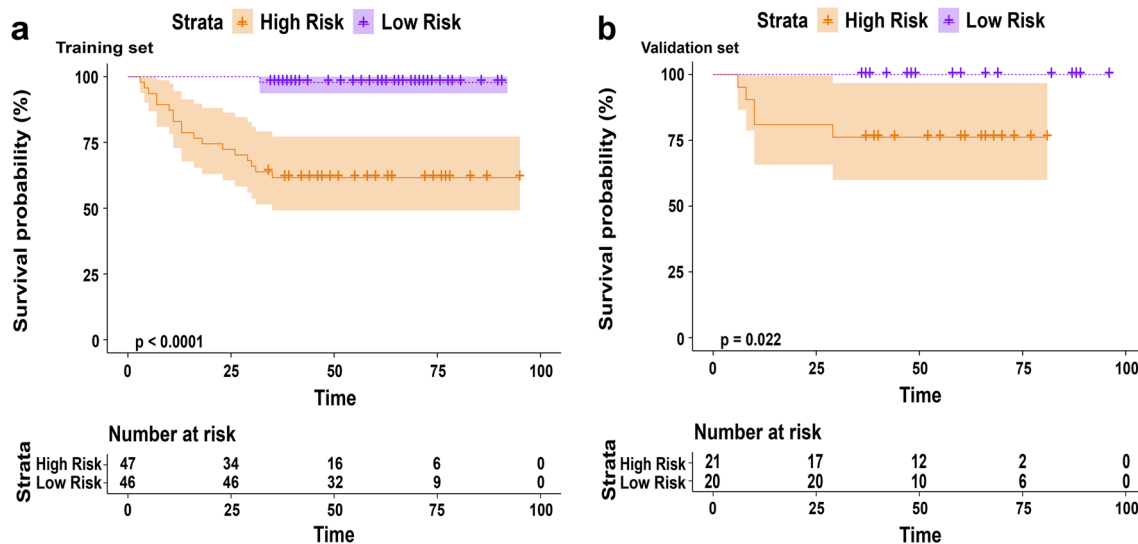 a
Strata High Risk Low Risk
Training set
Survival probability (%)
100
75
50
25
0
p < 0.0001
0 25 50 75 100
Time
Number at risk
Strata
High Risk 47 34 16 6 0
Low Risk 46 46 32 9 0
0 25 50 75 100
Time
b
Strata High Risk Low Risk
Validation set
Survival probability (%)
100
75
50
25
0
p = 0.022
0 25 50 75 100
Time
Number at risk
Strata
High Risk 21 17 12 2 0
Low Risk 20 20 10 6 0
0 25 50 75 100
Time